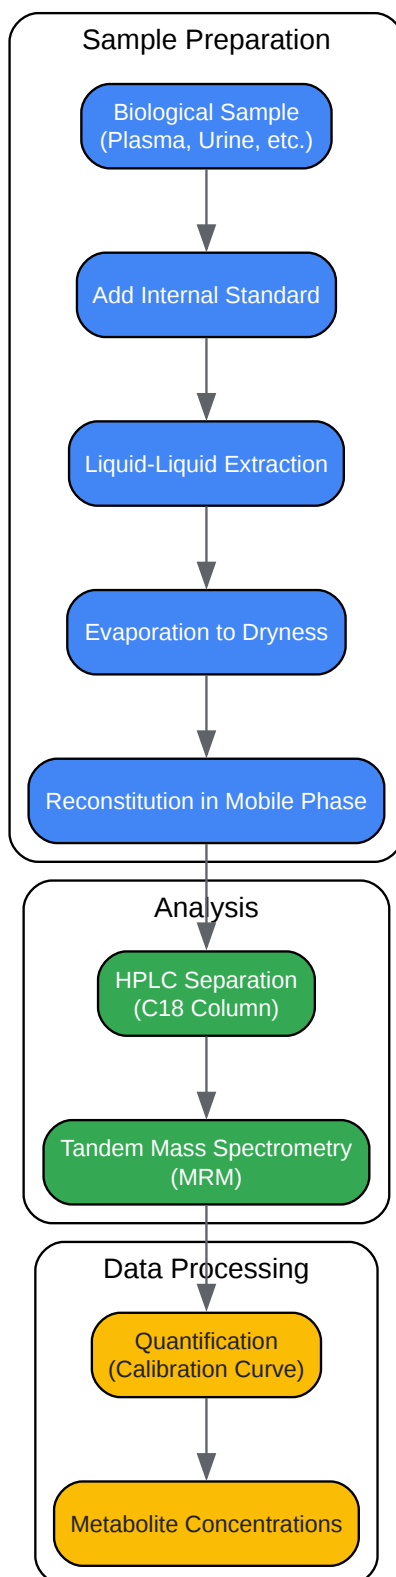 Sample Preparation
Biological Sample
(Plasma, Urine, etc.)
Add Internal Standard
Liquid-Liquid Extraction
Evaporation to Dryness
Reconstitution in Mobile Phase
Analysis
HPLC Separation
(C18 Column)
Tandem Mass Spectrometry
(MRM)
Data Processing
Quantification
(Calibration Curve)
Metabolite Concentrations